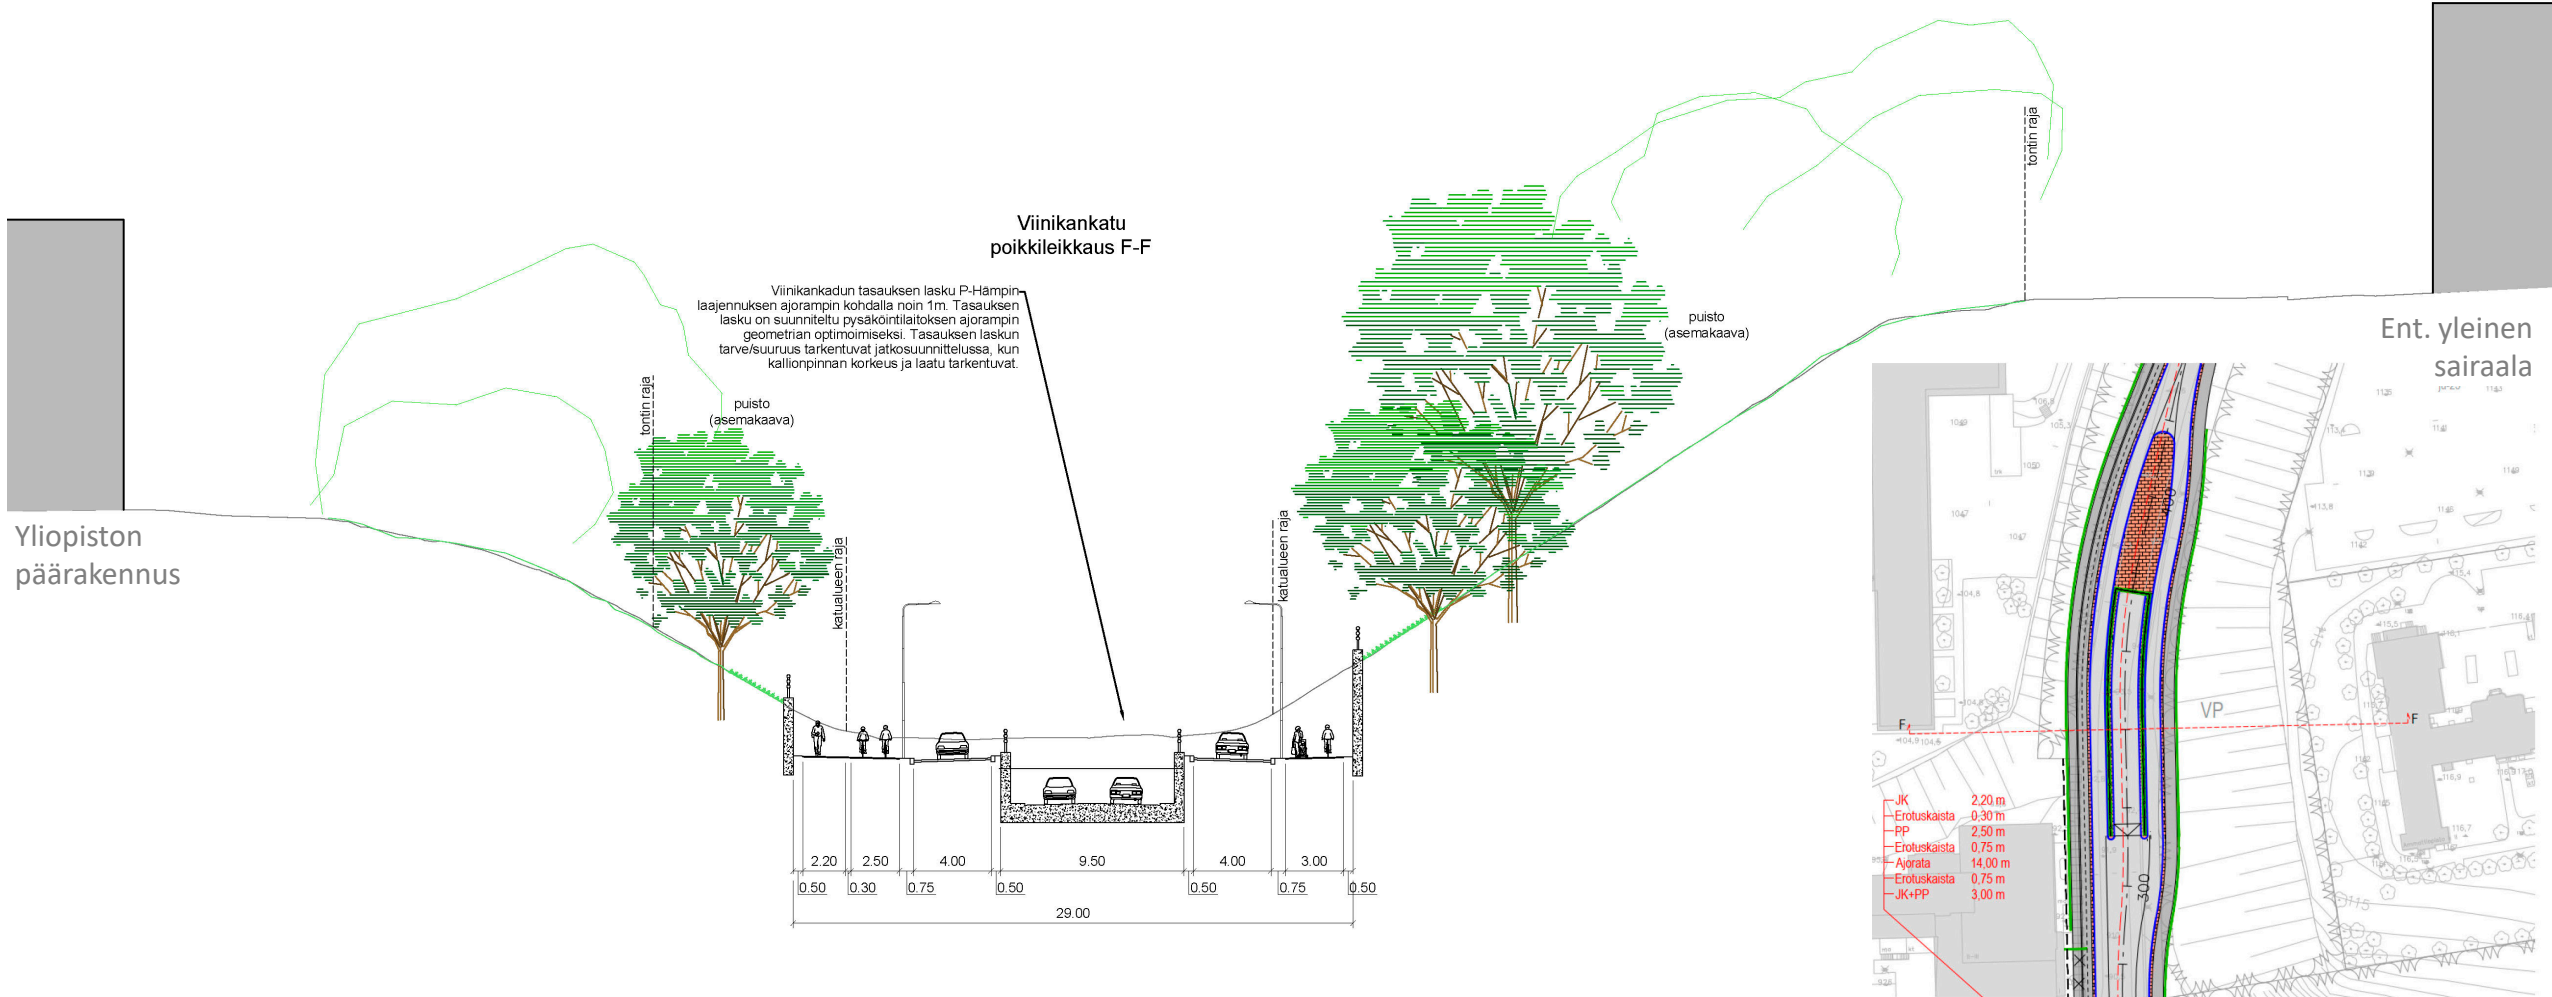 Viinikankatu
poikkileikkaus F-F
Viinikankadun tasauksen lasku P-Hämpin
laajennuksen ajorampin kohdalla noin 1m. Tasauksen
lasku on suunniteltu pysäköintilaitoksen ajorampin
geometrian optimoimiseksi. Tasauksen laskun
tarve/suuruus tarkentuvat jatkosuunnittelussa, kun
kallionpinnan korkeus ja laatu tarkentuvat.
tontin raja
puisto
(asemakaava)
katualueen raja
katualueen raja
puisto
(asemakaava)
tontin raja
Yliopiston
päärakennus
Ent. yleinen
sairaala
2.20 2.50 4.00 9.50 4.00 3.00
0.50 0.30 0.75 0.50 0.50 0.75 0.50
29.00
F
F
VP
300
JK 2,20 m
Erotuskaista 0,30 m
PP 2,50 m
Erotuskaista 0,75 m
Ajorata 14,00 m
Erotuskaista 0,75 m
JK+PP 3,00 m